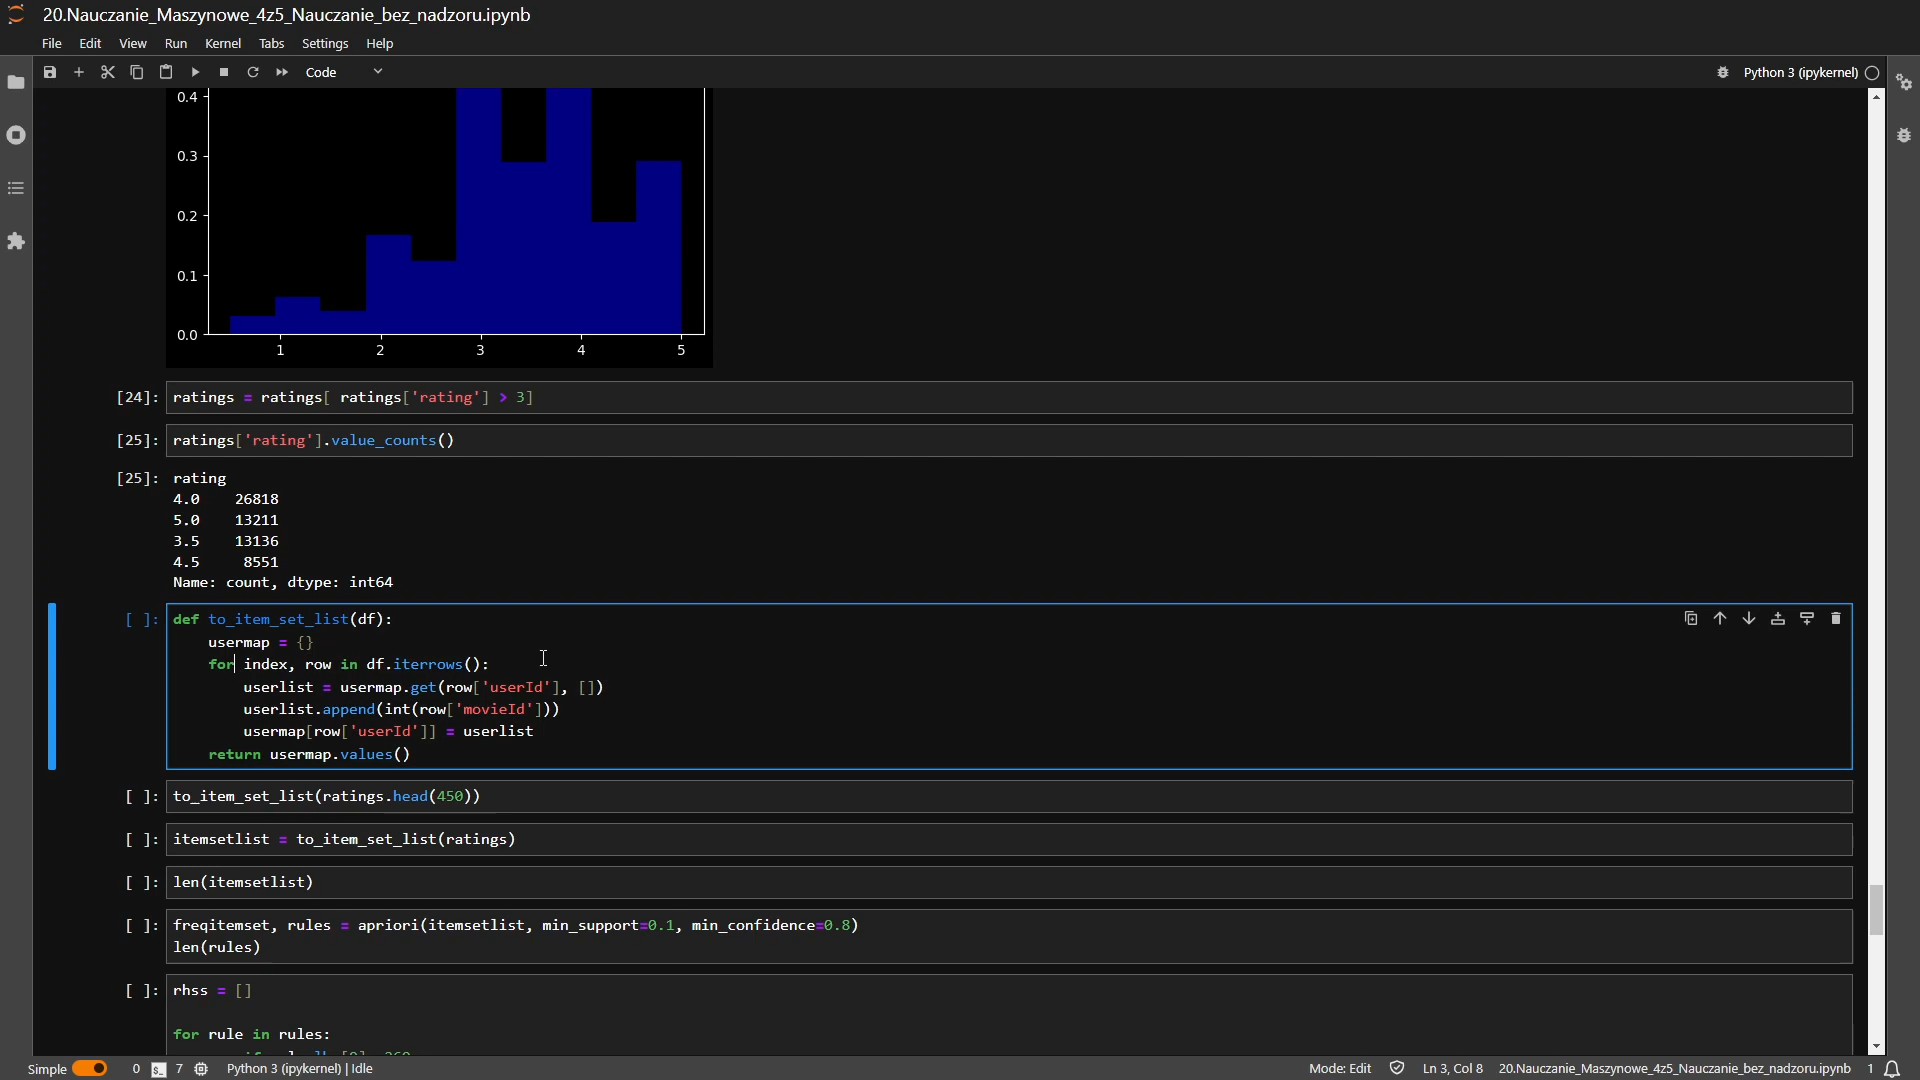 20.Nauczanie_Maszynowe_4z5_Nauczanie_bez_nadzoru.ipynb
File Edit View Run Kernel Tabs Settings Help
Code Python 3 (ipykernel)
0.4
0.3
0.2
0.1
0.0
1 2 3 4 5
[24]: ratings = ratings[ ratings['rating'] > 3]
[25]: ratings['rating'].value_counts()
[25]: rating
4.0 26818
5.0 13211
3.5 13136
4.5 8551
Name: count, dtype: int64
[ ]: def to_item_set_list(df):
usermap = {}
for index, row in df.iterrows():
userlist = usermap.get(row['userId'], [])
userlist.append(int(row['movieId']))
usermap[row['userId']] = userlist
return usermap.values()
[ ]: to_item_set_list(ratings.head(450))
[ ]: itemsetlist = to_item_set_list(ratings)
[ ]: len(itemsetlist)
[ ]: freqitemset, rules = apriori(itemsetlist, min_support=0.1, min_confidence=0.8)
len(rules)
[ ]: rhss = []
for rule in rules:
Simple 0 7 Python 3 (ipykernel) | Idle Mode: Edit Ln 3, Col 8 20.Nauczanie_Maszynowe_4z5_Nauczanie_bez_nadzoru.ipynb 1